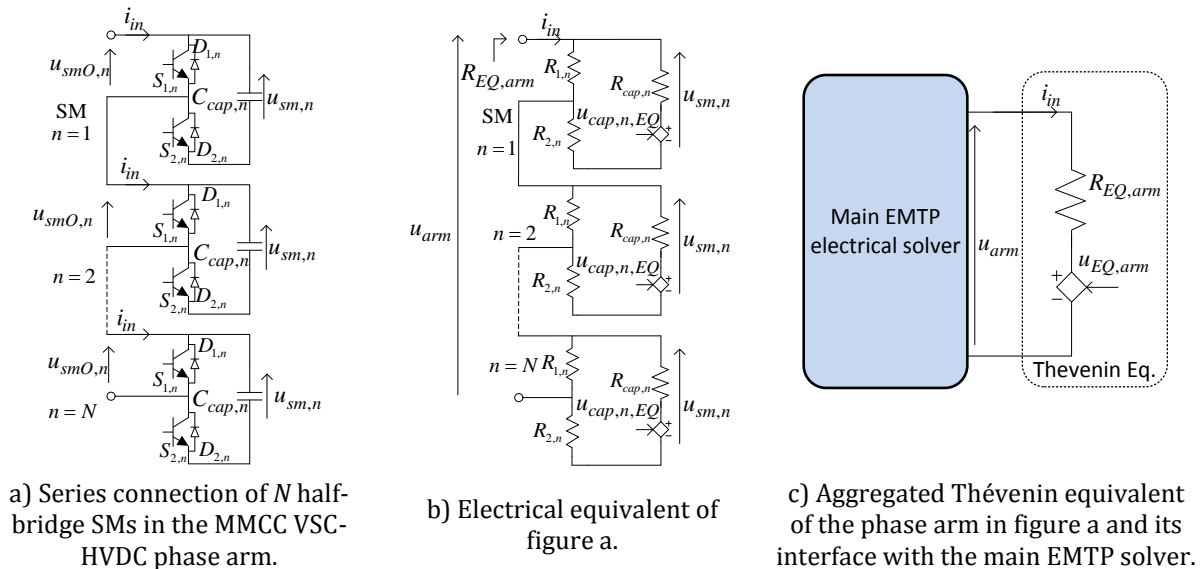 i_in
D_1,n
u_smO,n
S_1,n
C_cap,n
u_sm,n
SM
n=1
S_2,n
D_2,n
i_in
D_1,n
u_smO,n
S_1,n
C_cap,n
u_sm,n
n=2
S_2,n
D_2,n
i_in
D_1,n
u_smO,n
S_1,n
C_cap,n
u_sm,n
n=N
S_2,n
D_2,n
a) Series connection of N half-
bridge SMs in the MMCC VSC-
HVDC phase arm.
i_in
R_EQ,arm
R_1,n
R_cap,n
u_sm,n
SM
u_cap,n,EQ
+
-
n=1
R_2,n
R_1,n
R_cap,n
u_sm,n
u_arm
n=2
u_cap,n,EQ
+
-
R_2,n
n=N
R_1,n
R_cap,n
u_sm,n
u_cap,n,EQ
+
-
R_2,n
b) Electrical equivalent of
figure a.
Main EMTP
electrical solver
i_in
R_EQ,arm
u_arm
u_EQ,arm
+
-
Thevenin Eq.
c) Aggregated Thévenin equivalent
of the phase arm in figure a and its
interface with the main EMTP solver.